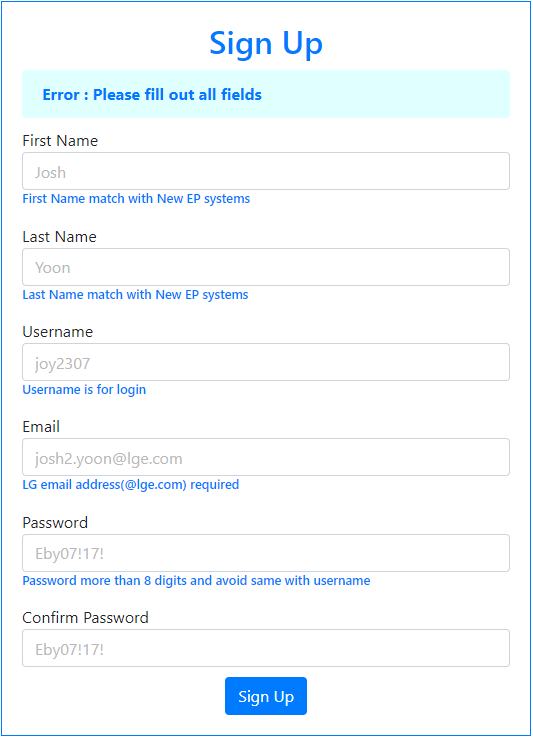 Sign Up
Error : Please fill out all fields
First Name
Josh
First Name match with New EP systems
Last Name
Yoon
Last Name match with New EP systems
Username
joy2307
Username is for login
Email
josh2.yoon@lge.com
LG email address(@lge.com) required
Password
Eby07!17!
Password more than 8 digits and avoid same with username
Confirm Password
Eby07!17!
Sign Up